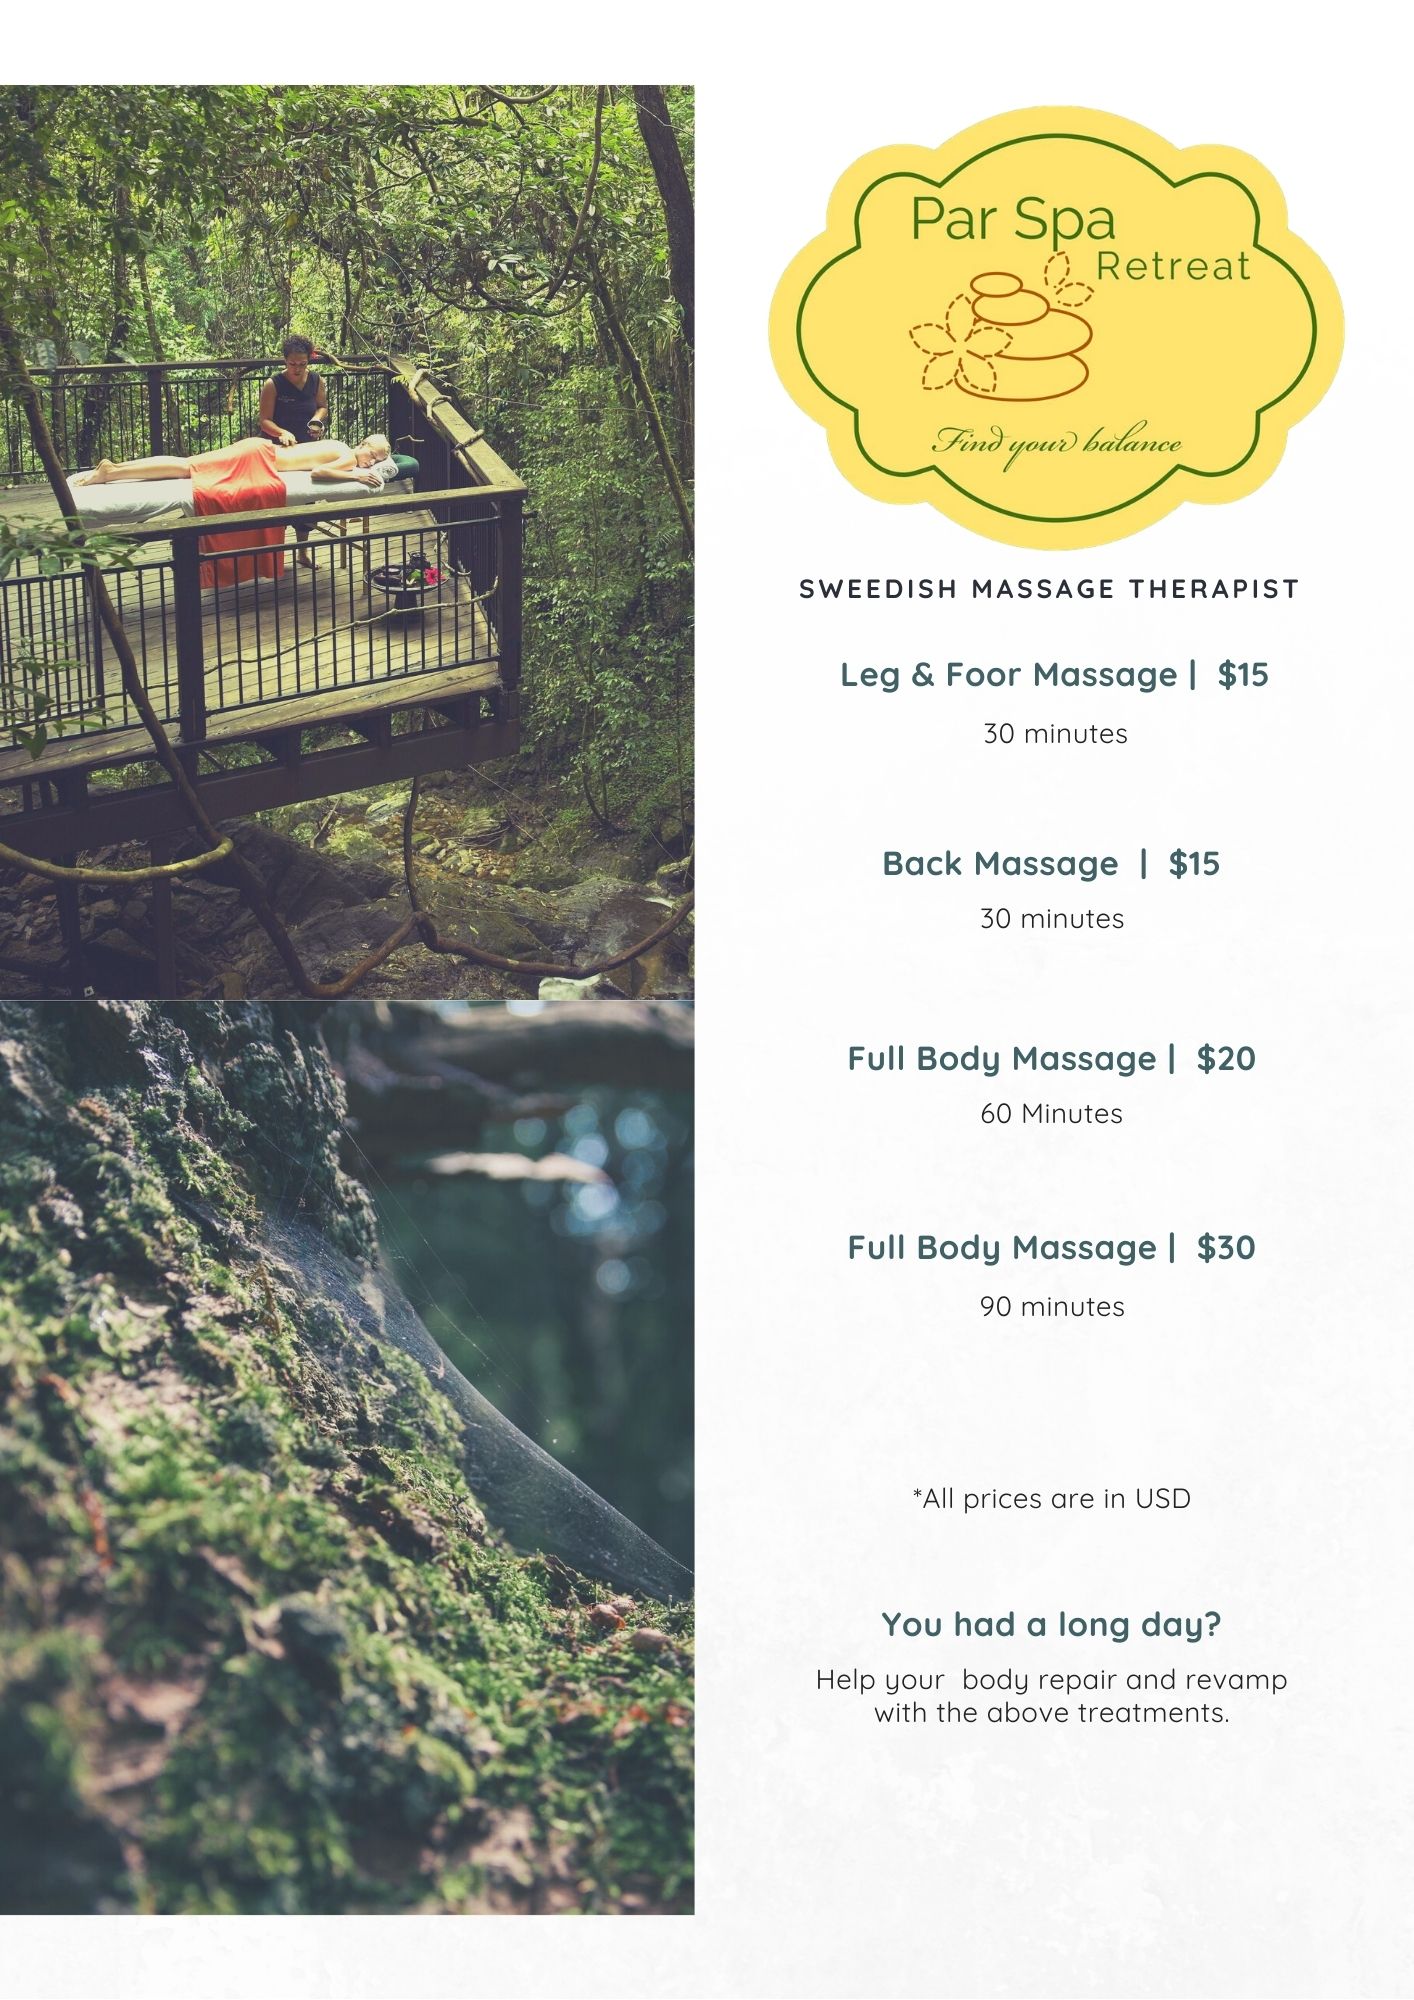 Par Spa
Retreat
Find your balance
SWEEDISH MASSAGE THERAPIST
Leg & Foor Massage | $15
30 minutes
Back Massage | $15
30 minutes
Full Body Massage | $20
60 Minutes
Full Body Massage | $30
90 minutes
*All prices are in USD
You had a long day?
Help your body repair and revamp
with the above treatments.